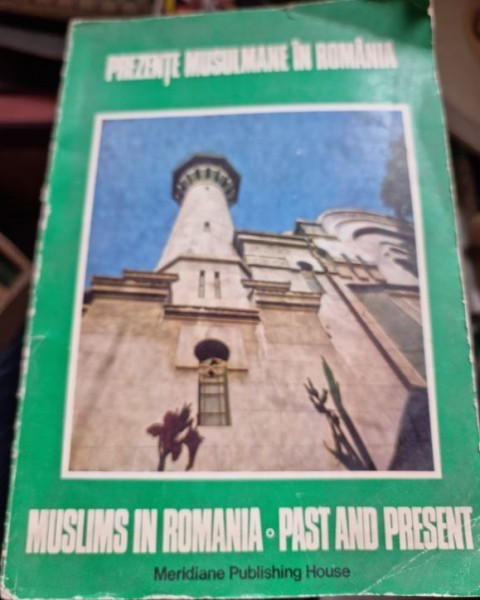 PREZENȚE MUSULMANE ÎN ROMÂNIA
MUSLIMS IN ROMANIA • PAST AND PRESENT
Meridiane Publishing House